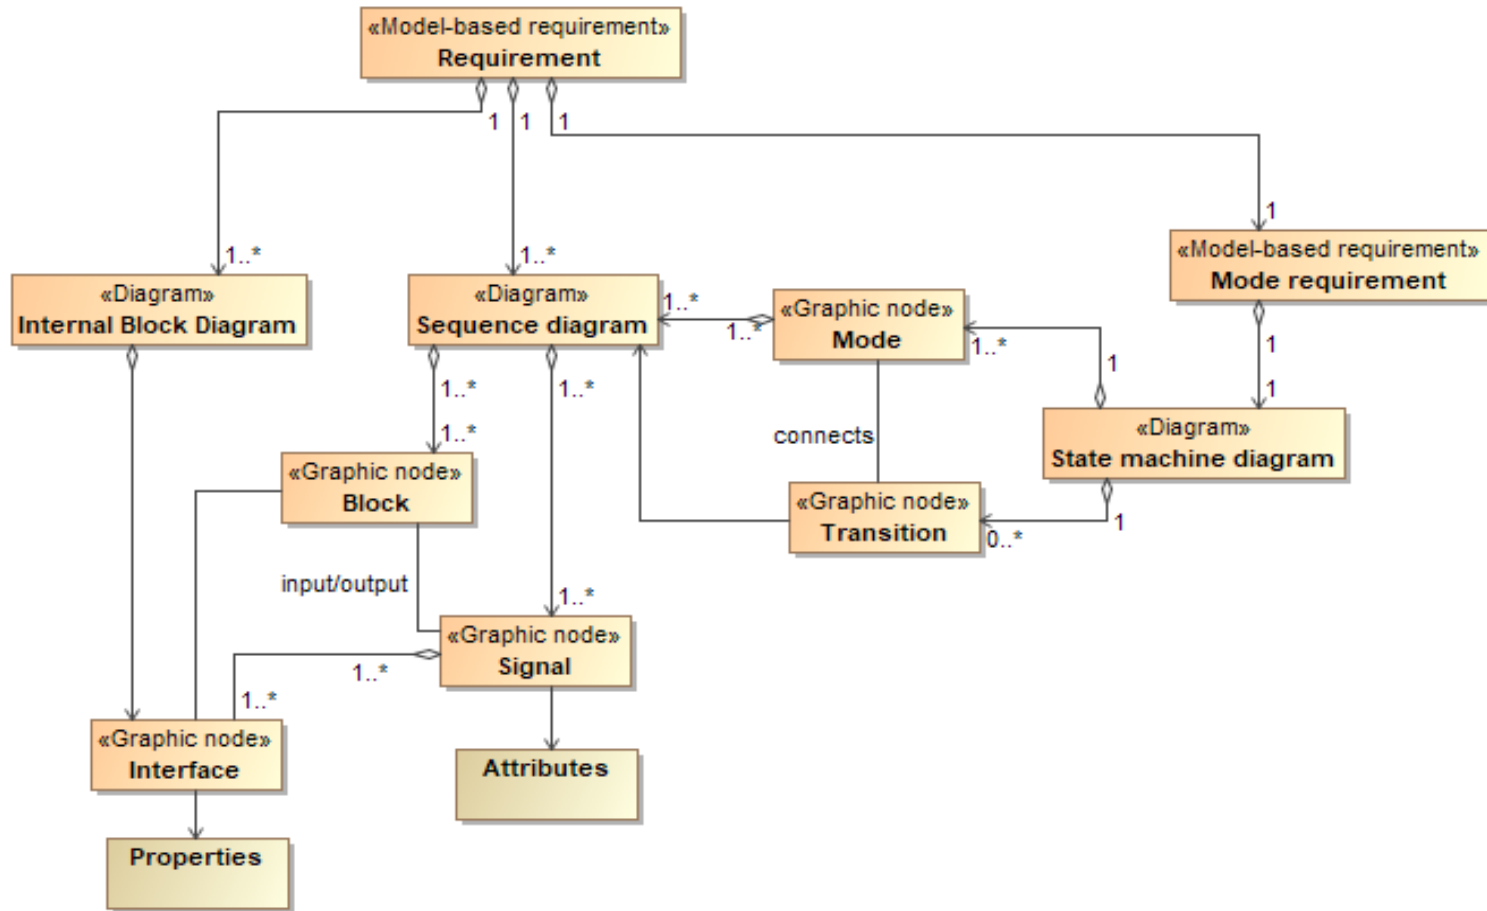 «Model-based requirement»
Requirement
1
1
1
1
1..*
1..*
«Model-based requirement»
Mode requirement
«Diagram»
Internal Block Diagram
«Diagram»
Sequence diagram
1..*
1..*
«Graphic node»
Mode
1..*
1
1
1
1..*
1..*
1..*
«Diagram»
State machine diagram
connects
«Graphic node»
Block
«Graphic node»
Transition
1
0..*
input/output
1..*
«Graphic node»
Signal
1..*
1..*
«Graphic node»
Interface
Attributes
Properties